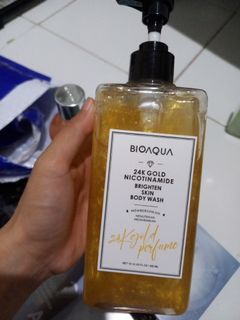 BIOAQUA
24K GOLD
NICOTINAMIDE
BRIGHTEN
SKIN
BODY WASH
24K gold
perfume